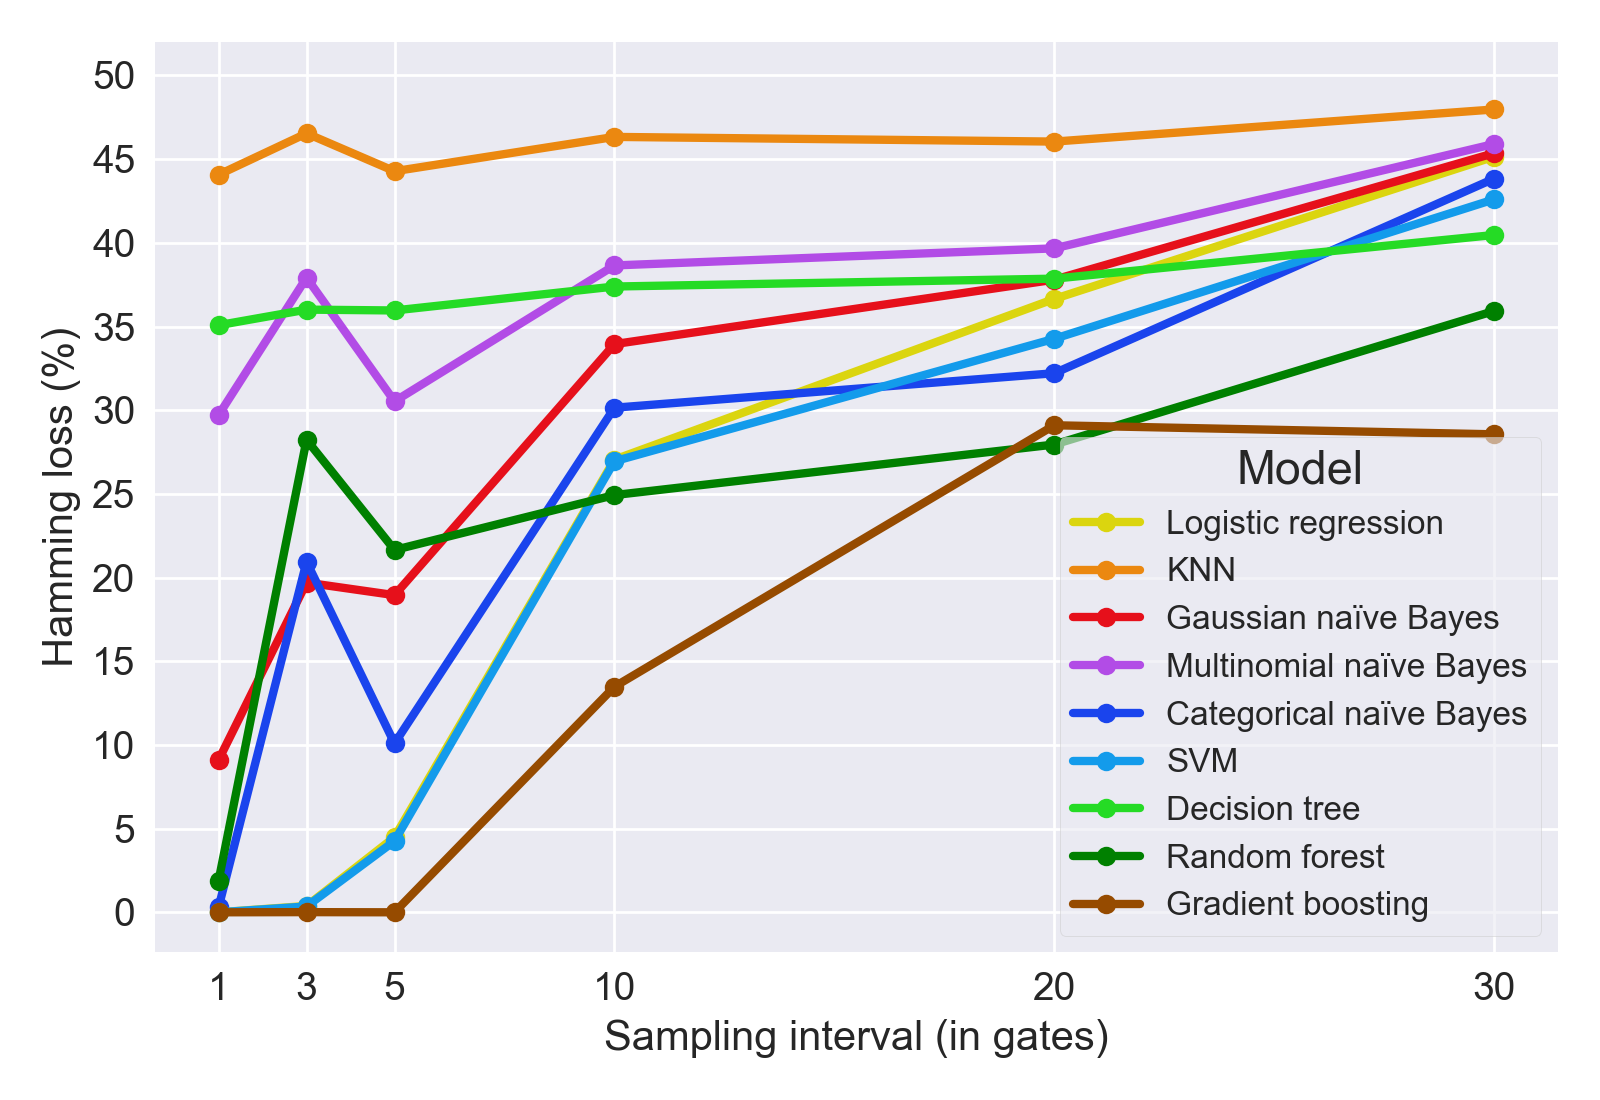 50
45
40
35
30
25
20
15
10
5
0
Hamming loss (%)
Model
Logistic regression
KNN
Gaussian naïve Bayes
Multinomial naïve Bayes
Categorical naïve Bayes
SVM
Decision tree
Random forest
Gradient boosting
1 3 5 10 20 30
Sampling interval (in gates)